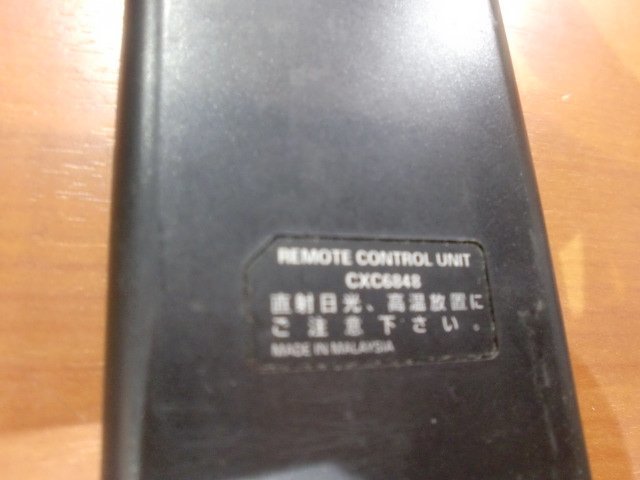 REMOTE CONTROL UNIT
CXC6848
直射日光、高温放置に
ご注意下さい。
MADE IN MALAYSIA